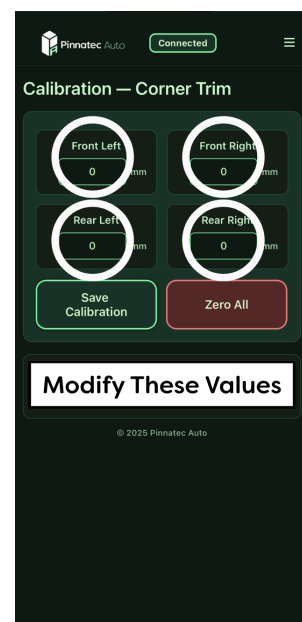 Pinnatec Auto
Connected
Calibration — Corner Trim
Front Left
Front Right
0 mm
0 mm
Rear Left
Rear Right
0 mm
0 mm
Save
Calibration
Zero All
Modify These Values
© 2025 Pinnatec Auto